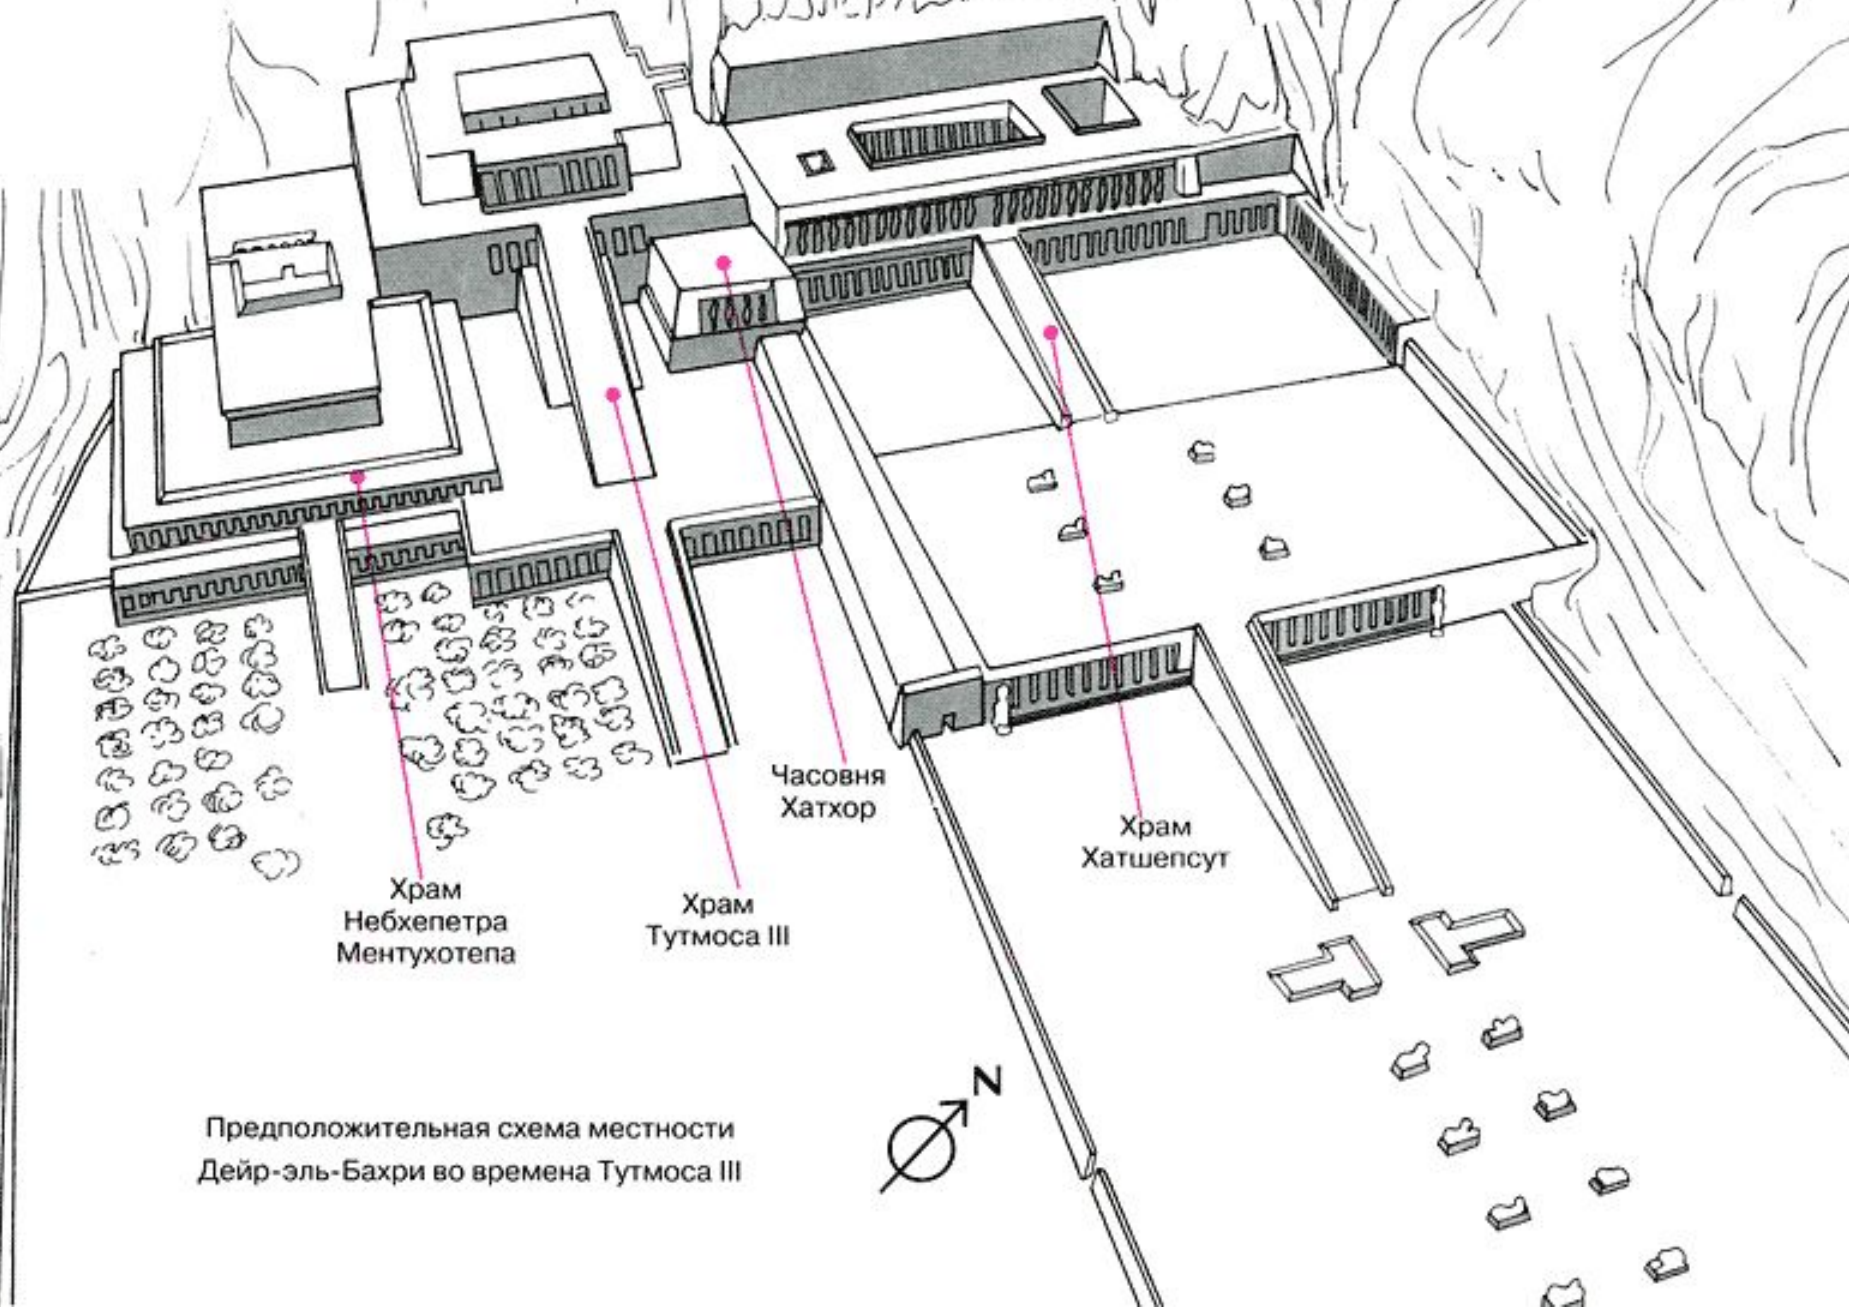 Часовня
Хатхор
Храм
Хатшепсут
Храм
Небхепетра
Ментухотепа
Храм
Тутмоса III
N
Предположительная схема местности
Дейр-эль-Бахри во времена Тутмоса III